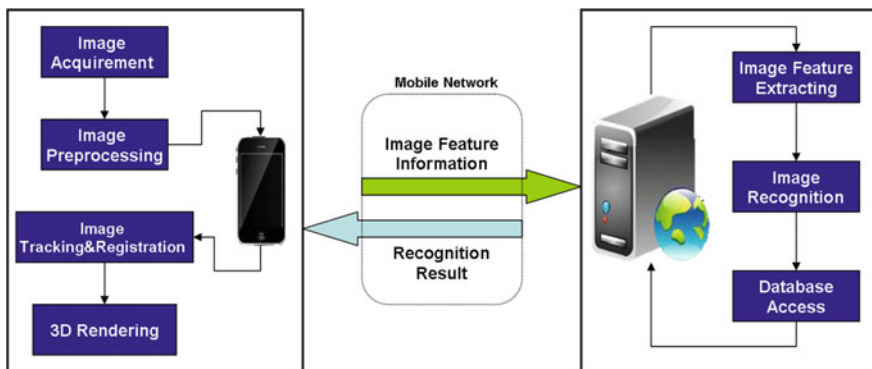 Image
Acquirement
Image
Preprocessing
Image
Tracking&Registration
3D Rendering
Mobile Network
Image Feature
Information
Recognition
Result
Image Feature
Extracting
Image
Recognition
Database
Access